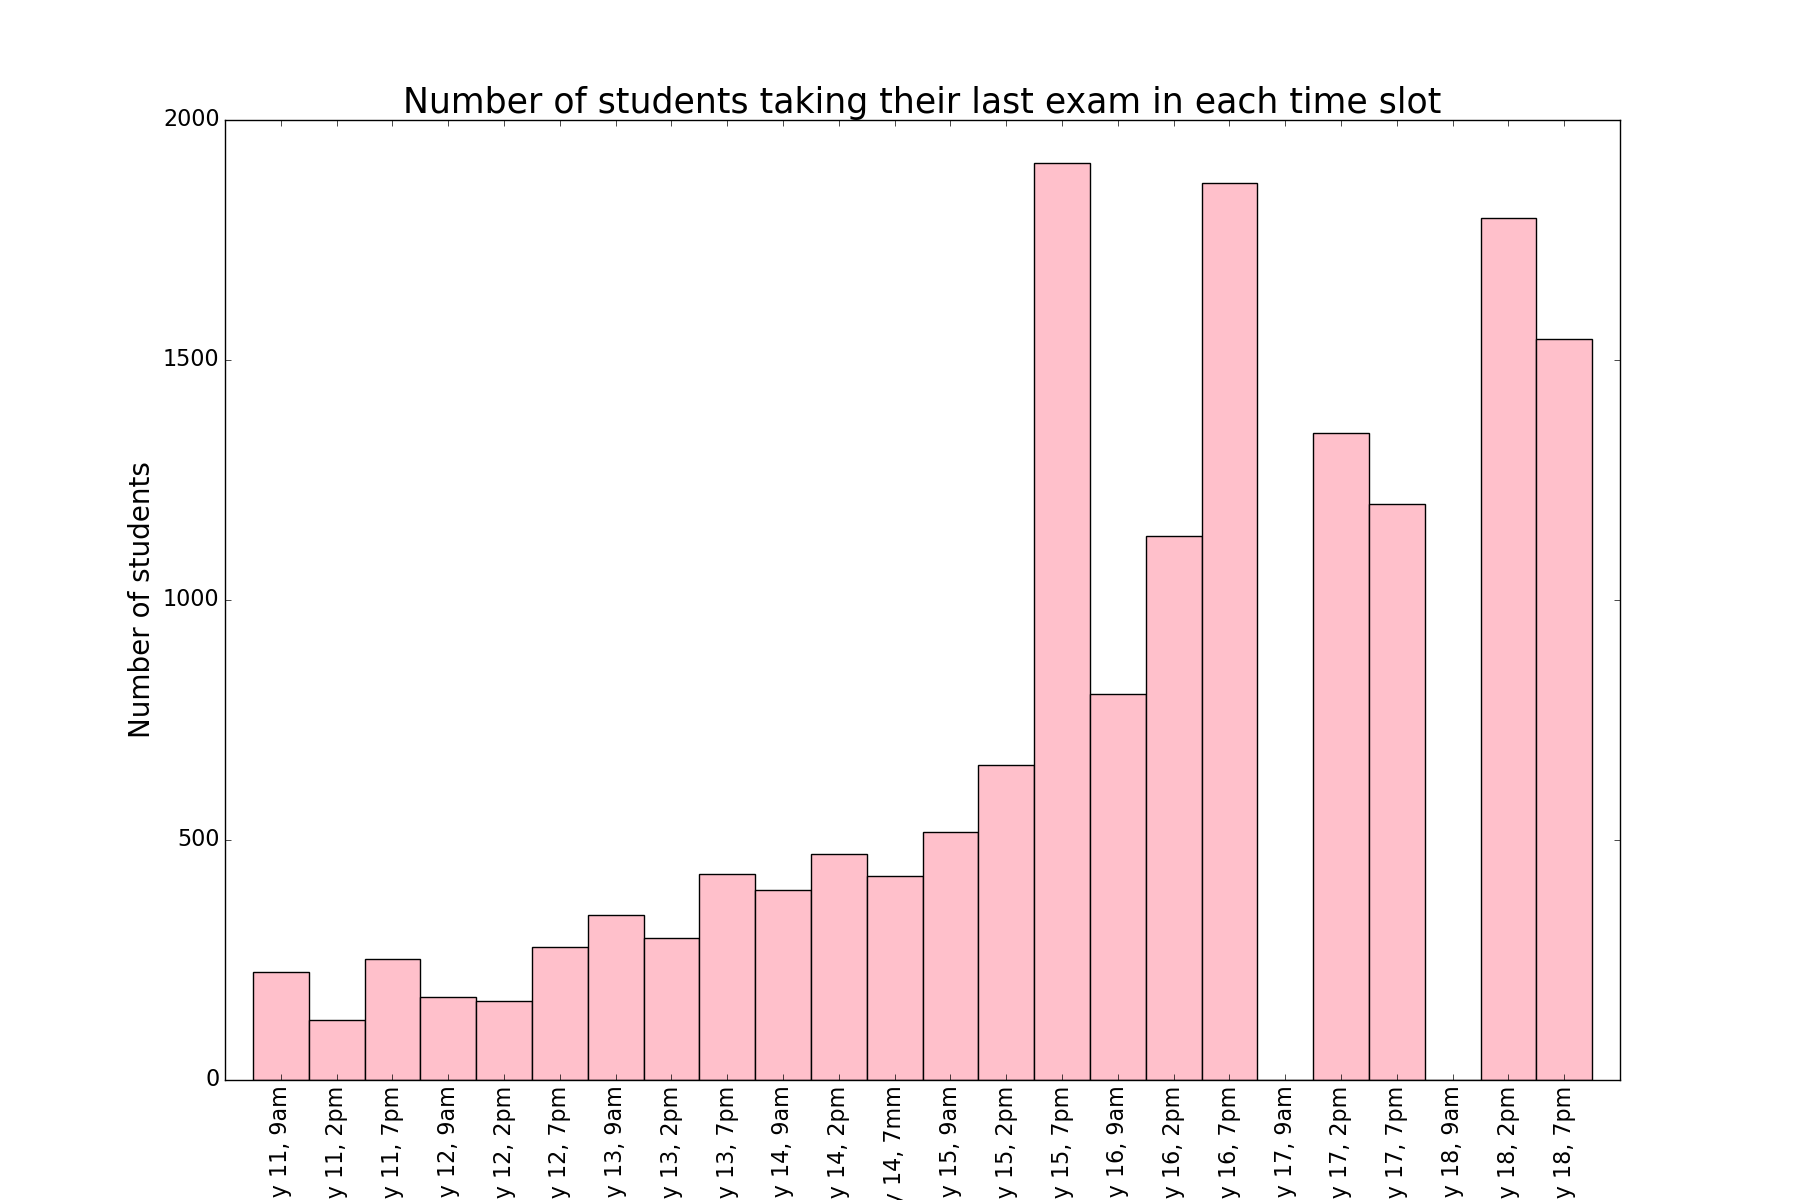 Number of students taking their last exam in each time slot
Number of students
2000
1500
1000
500
0
y 11, 9am
y 11, 2pm
y 11, 7pm
y 12, 9am
y 12, 2pm
y 12, 7pm
y 13, 9am
y 13, 2pm
y 13, 7pm
y 14, 9am
y 14, 2pm
y 14, 7mm
y 15, 9am
y 15, 2pm
y 15, 7pm
y 16, 9am
y 16, 2pm
y 16, 7pm
y 17, 9am
y 17, 2pm
y 17, 7pm
y 18, 9am
y 18, 2pm
y 18, 7pm